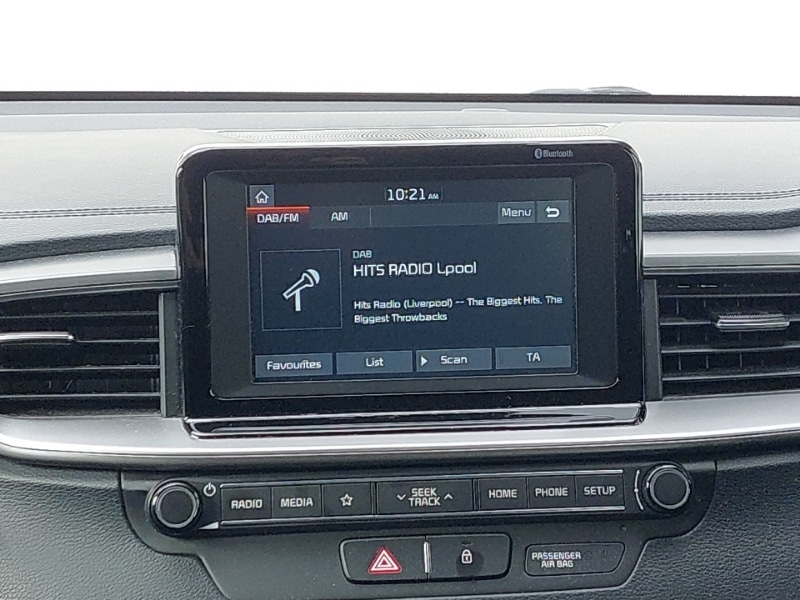 Bluetooth
10:21 AM
DAB/FM AM Menu
DAB
HITS RADIO Lpool
Hits Radio (Liverpool) -- The Biggest Hits, The
Biggest Throwbacks
Favourites List Scan TA
RADIO MEDIA SEEK TRACK HOME PHONE SETUP
PASSENGER
AIR BAG